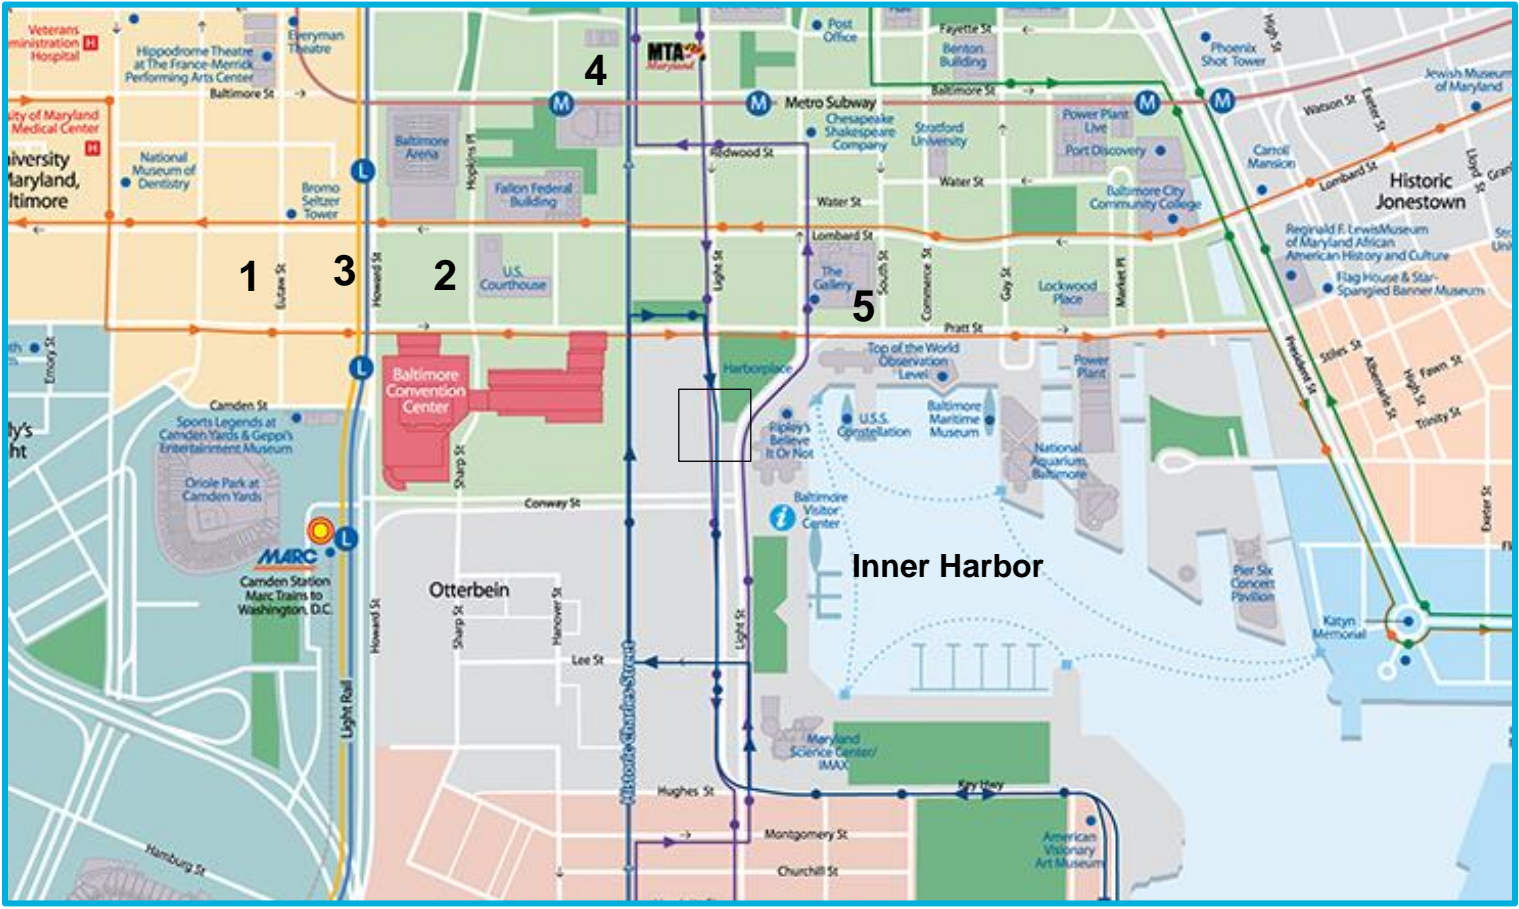 Veterans
ministration
Hospital
H
Hippodrome Theatre
at The France-Merrick
Performing Arts Center
Everyman
Theatre
4
MTA
Maryland
Post
Office
Fayette St
Benton
Building
High St
Phoenix
Shot Tower
Jewish Museum
of Maryland
Baltimore St
M
M
Metro Subway
Baltimore St
M
M
Watson St
Exeter St
ity of Maryland
Medical Center
H
iversity
Maryland,
ltimore
National
Museum of
Dentistry
L
Bromo
Seltzer
Tower
Baltimore
Arena
Hopkins Pl
Fallon Federal
Building
Redwood St
Chesapeake
Shakespeare
Company
Stratford
University
Power Plant
Live
Port Discovery
Carroll
Mansion
Lombard St
Lloyd St
Historic
Jonestown
Water St
Water St
Baltimore City
Community College
Lombard St
Reginald F. LewisMuseum
of Maryland African
American History and Culture
Flag House & Star-
Spangled Banner Museum
1
Eutaw St
3
Howard St
2
U.S.
Courthouse
Light St
The
Gallery
5
South St
Commerce St
Gay St
Lockwood
Place
Market Pl
Pratt St
President St
Stiles St
Albemarle St
High St
Fawn St
Trinity St
Exeter St
th
Emory St
L
Baltimore
Convention
Center
Harborplace
Top of the World
Observation
Level
Power
Plant
Camden St
Sports Legends at
Camden Yards & Geppi's
Entertainment Museum
ly's
ht
Oriole Park at
Camden Yards
Sharp St
Ripley's
Believe
It Or Not
U.S.S.
Constellation
Baltimore
Maritime
Museum
National
Aquarium,
Baltimore
Conway St
i
Baltimore
Visitor
Center
L
MARC
Camden Station
Marc Trains to
Washington, D.C.
Otterbein
Inner Harbor
Pier Six
Concert
Pavilion
Katyn
Memorial
Howard St
Sharp St
Hanover St
Light St
Lee St
Light Rail
Historic Charles Street
Maryland
Science Center/
IMAX
Hughes St
Key Hwy
Montgomery St
Churchill St
American
Visionary
Art Museum
Hamburg St